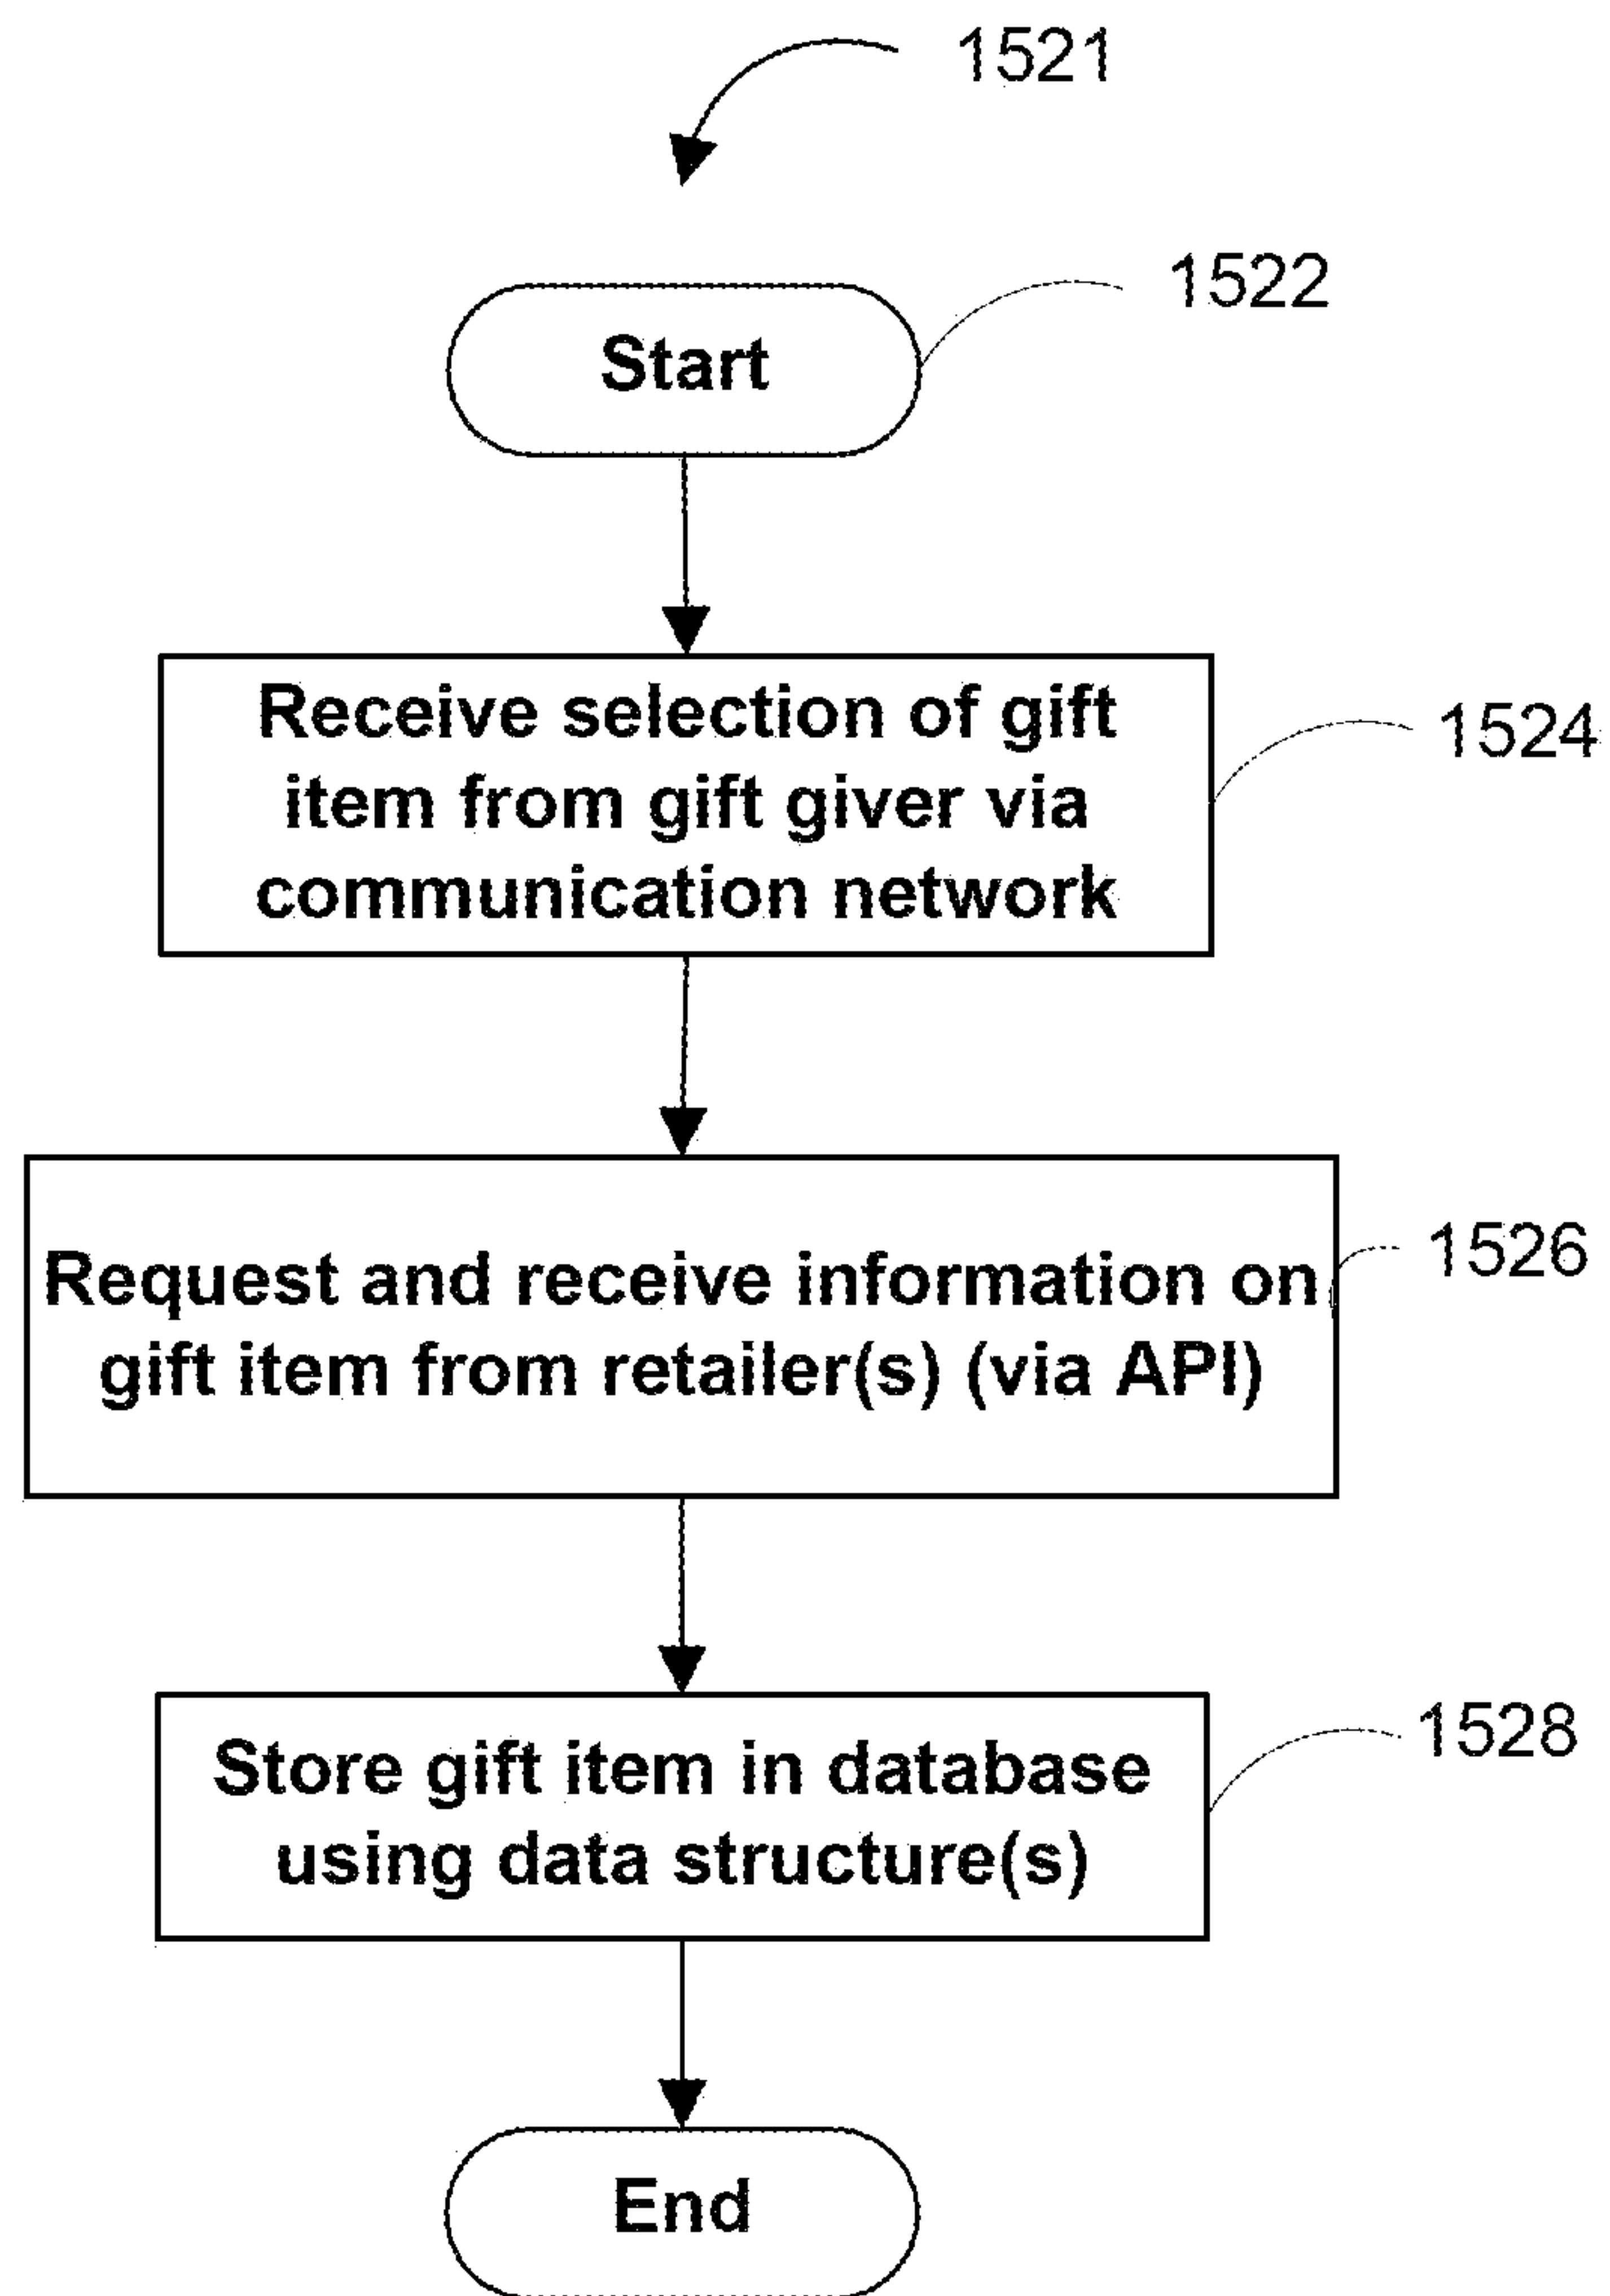 1521
1522
Start
Receive selection of gift
item from gift giver via
communication network
1524
Request and receive information on
gift item from retailer(s) (via API)
1526
Store gift item in database
using data structure(s)
1528
End